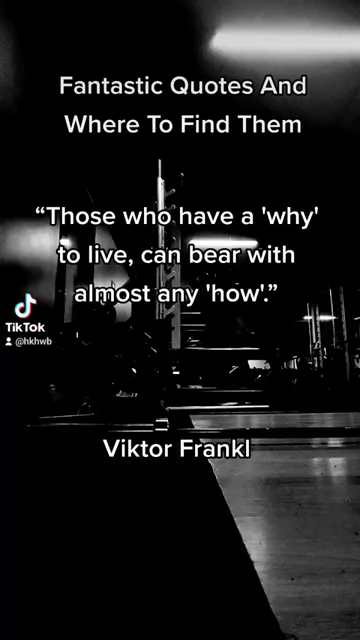 Fantastic Quotes And
Where To Find Them
“Those who have a 'why'
to live, can bear with
almost any 'how'.”
TikTok
@hkhwb
Viktor Frankl